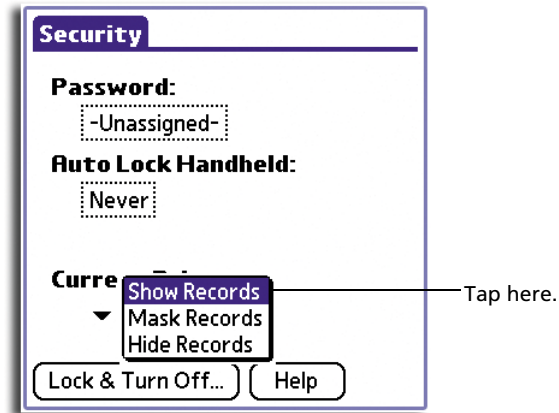 Security
Password:
-Unassigned-
Auto Lock Handheld:
Never
Show Records
Tap here.
Mask Records
Hide Records
Lock & Turn Off...
Help